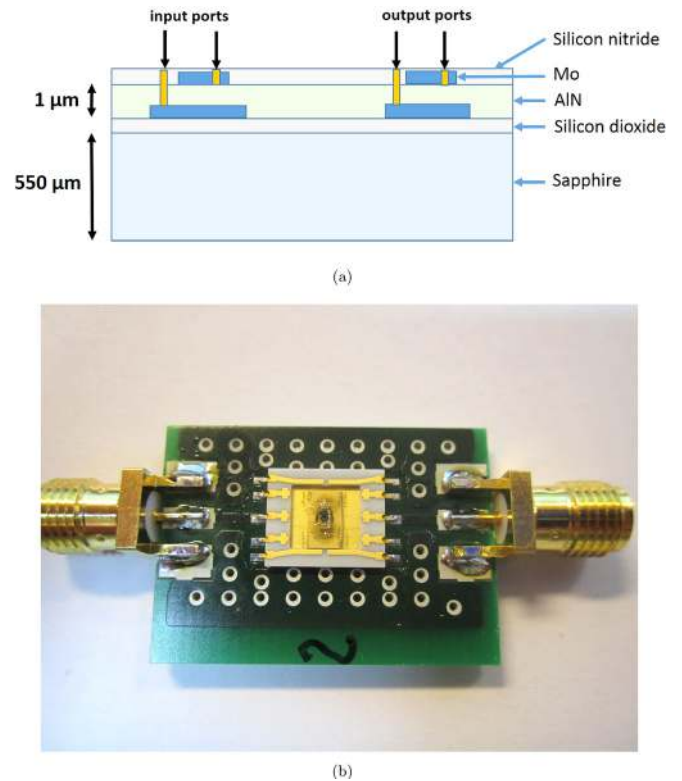 input ports
output ports
Silicon nitride
Mo
1 μm
AlN
Silicon dioxide
550 μm
Sapphire
(a)
2
(b)